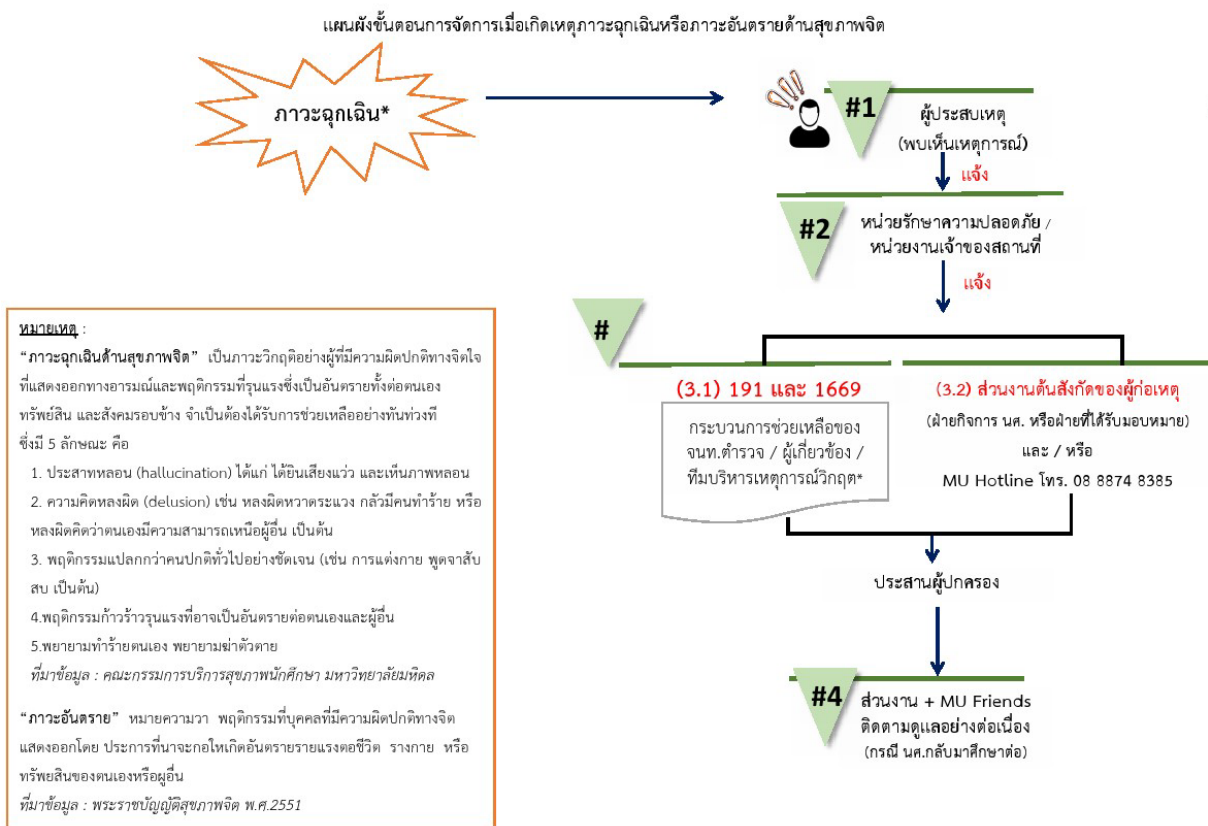 แผนผังขั้นตอนการจัดการเมื่อเกิดเหตุภาวะฉุกเฉินหรือภาวะอันตรายด้านสุขภาพจิต
ภาวะฉุกเฉิน*
#1
ผู้ประสบเหตุ
(พบเห็นเหตุการณ์)
แจ้ง
#2
หน่วยรักษาความปลอดภัย /
หน่วยงานเจ้าของสถานที่
แจ้ง
#
(3.1) 191 และ 1669
กระบวนการช่วยเหลือของ
จนท.ตำรวจ / ผู้เกี่ยวข้อง /
ทีมบริหารเหตุการณ์วิกฤต*
(3.2) ส่วนงานต้นสังกัดของผู้ก่อเหตุ
(ฝ่ายกิจการ นศ. หรือฝ่ายที่ได้รับมอบหมาย)
และ / หรือ
MU Hotline โทร. 08 8874 8385
ประสานผู้ปกครอง
#4
ส่วนงาน + MU Friends
ติดตามดูแลอย่างต่อเนื่อง
(กรณี นศ.กลับมาศึกษาต่อ)
หมายเหตุ :
“ภาวะฉุกเฉินด้านสุขภาพจิต” เป็นภาวะวิกฤติอย่างผู้ที่มีความผิดปกติทางจิตใจ
ที่แสดงออกทางอารมณ์และพฤติกรรมที่รุนแรงซึ่งเป็นอันตรายทั้งต่อตนเอง
ทรัพย์สิน และสังคมรอบข้าง จำเป็นต้องได้รับการช่วยเหลืออย่างทันท่วงที
ซึ่งมี 5 ลักษณะ คือ
1. ประสาทหลอน (hallucination) ได้แก่ ได้ยินเสียงแว่ว และเห็นภาพหลอน
2. ความคิดหลงผิด (delusion) เช่น หลงผิดหวาดระแวง กลัวมีคนทำร้าย หรือ
หลงผิดคิดว่าตนเองมีความสามารถเหนือผู้อื่น เป็นต้น
3. พฤติกรรมแปลกกว่าคนปกติทั่วไปอย่างชัดเจน (เช่น การแต่งกาย พูดจาสับ
สบ เป็นต้น)
4.พฤติกรรมก้าวร้าวรุนแรงที่อาจเป็นอันตรายต่อตนเองและผู้อื่น
5.พยายามทำร้ายตนเอง พยายามฆ่าตัวตาย
ที่มาข้อมูล : คณะกรรมการบริการสุขภาพนักศึกษา มหาวิทยาลัยมหิดล
“ภาวะอันตราย” หมายความวา พฤติกรรมที่บุคคลที่มีความผิดปกติทางจิต
แสดงออกโดย ประการที่นาจะกอใหเกิดอันตรายรายแรงตอชีวิต รางกาย หรือ
ทรัพยสินของตนเองหรือผูอื่น
ที่มาข้อมูล : พระราชบัญญัติสุขภาพจิต พ.ศ.2551